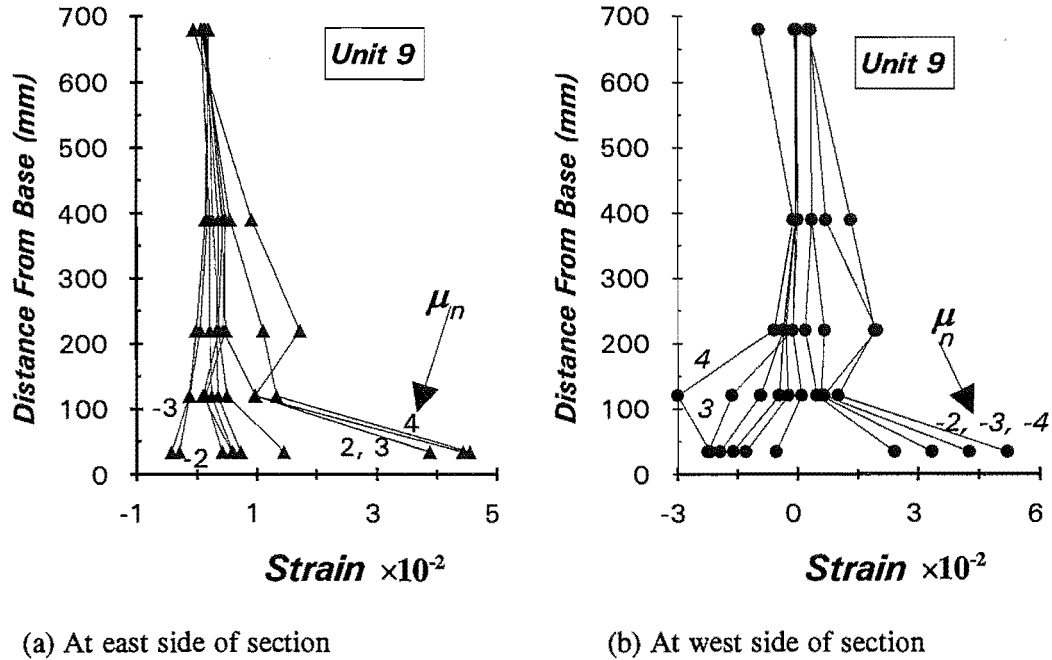 700
600
500
400
300
200
100
0
Distance From Base (mm)
Unit 9
μn
-3
-2
2, 3
4
-1
1
3
5
Strain ×10-2
(a) At east side of section
700
600
500
400
300
200
100
0
Distance From Base (mm)
Unit 9
μn
4
3
-2, -3, -4
-3
0
3
6
Strain ×10-2
(b) At west side of section